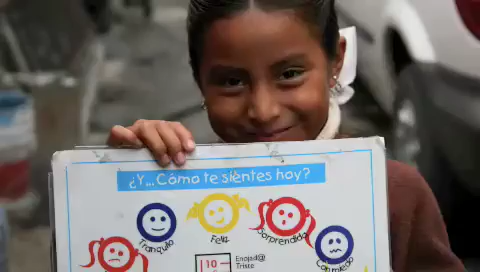 ¿Y...Cómo te sientes hoy?
Tranquilo
Feliz
Sorprendid@
10
Enojad@
Triste
Con miedo